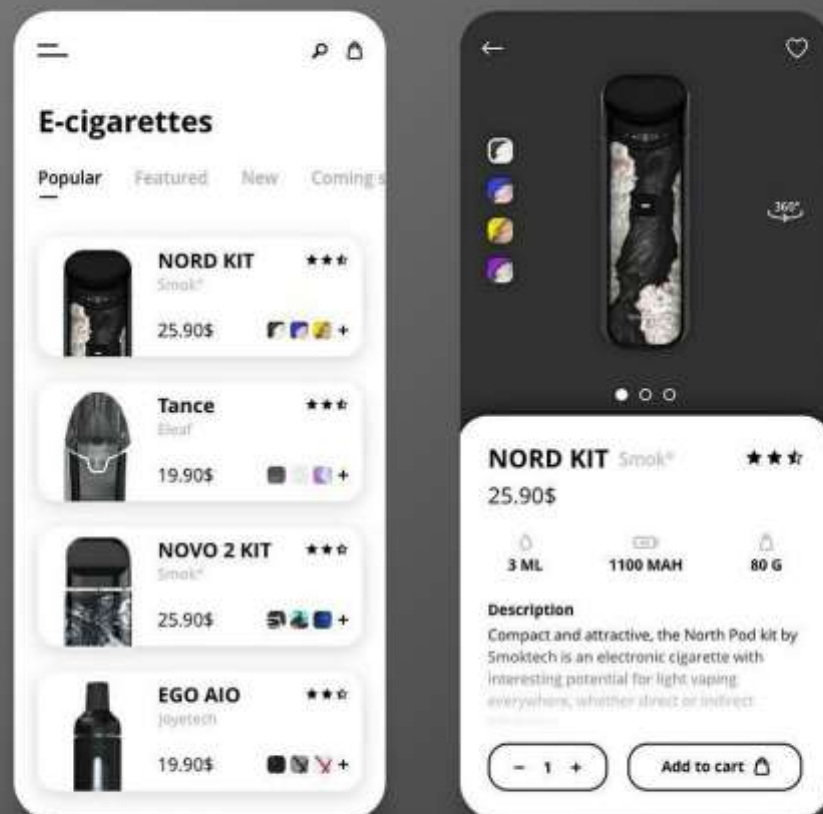 E-cigarettes
Popular Featured New Coming s
NORD KIT
Smok®
25.90$
+
Tance
Eleaf
19.90$
+
NOVO 2 KIT
Smok®
25.90$
+
EGO AIO
Joyetech
19.90$
+
360°
NORD KIT Smok®
25.90$
3 ML 1100 MAH 80 G
Description
Compact and attractive, the North Pod kit by
Smoktech is an electronic cigarette with
interesting potential for light vaping
everywhere, whether direct or indirect
- 1 + Add to cart